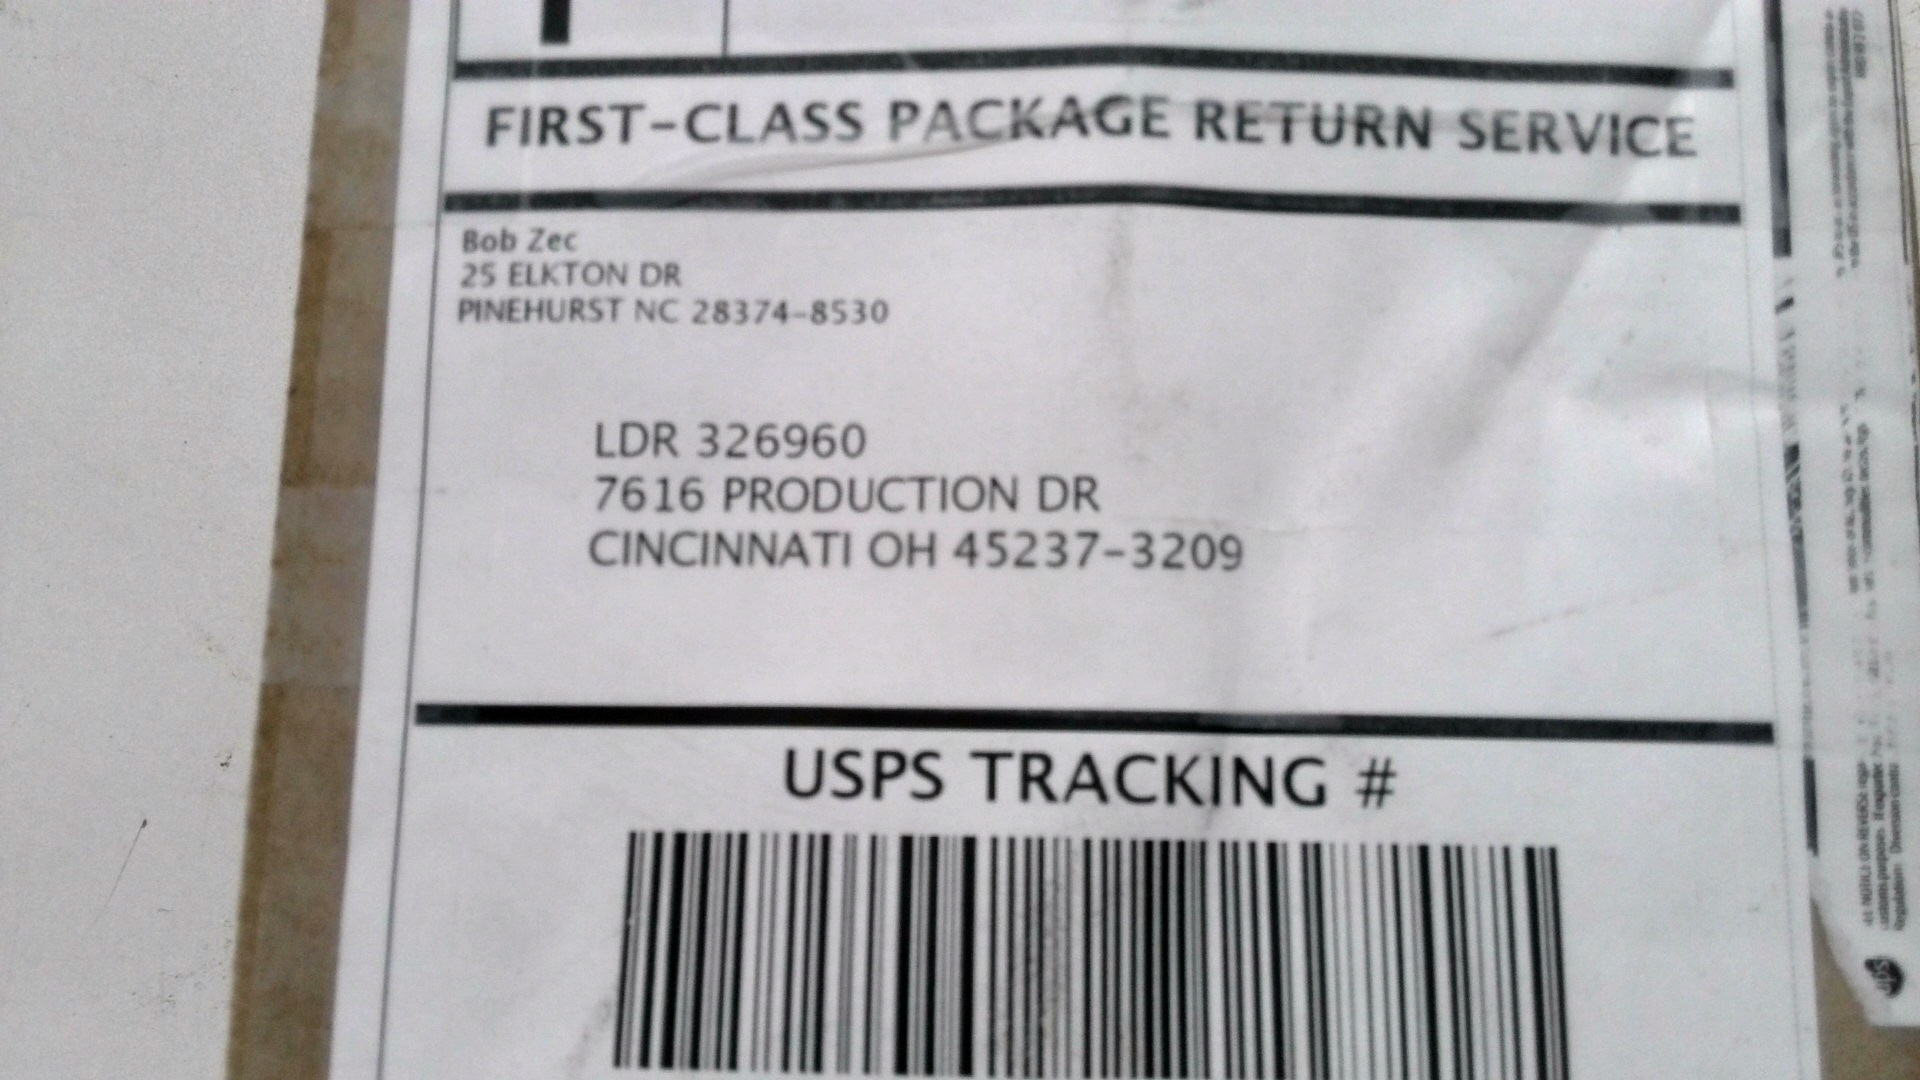 FIRST-CLASS PACKAGE RETURN SERVICE
Bob Zec
25 ELKTON DR
PINEHURST NC 28374-8530
LDR 326960
7616 PRODUCTION DR
CINCINNATI OH 45237-3209
USPS TRACKING #
ups